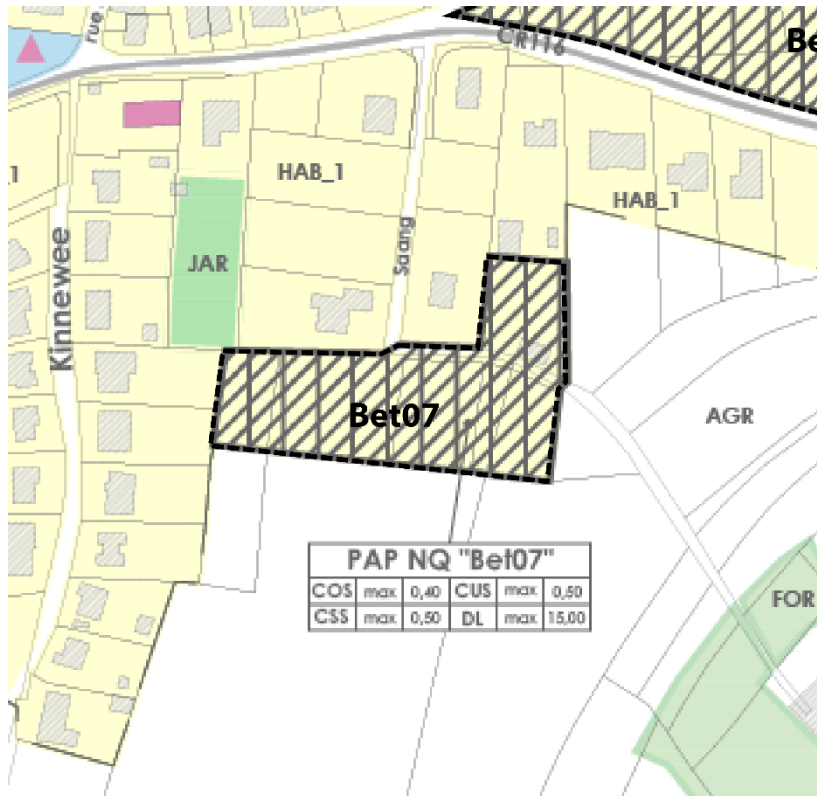 rue
CR116
Be
_1
HAB_1
HAB_1
Saang
Kinnewee
JAR
Bet07
AGR
PAP NQ "Bet07"
COS max 0,40 CUS max 0,50
CSS max 0,50 DL max 15,00
FOR